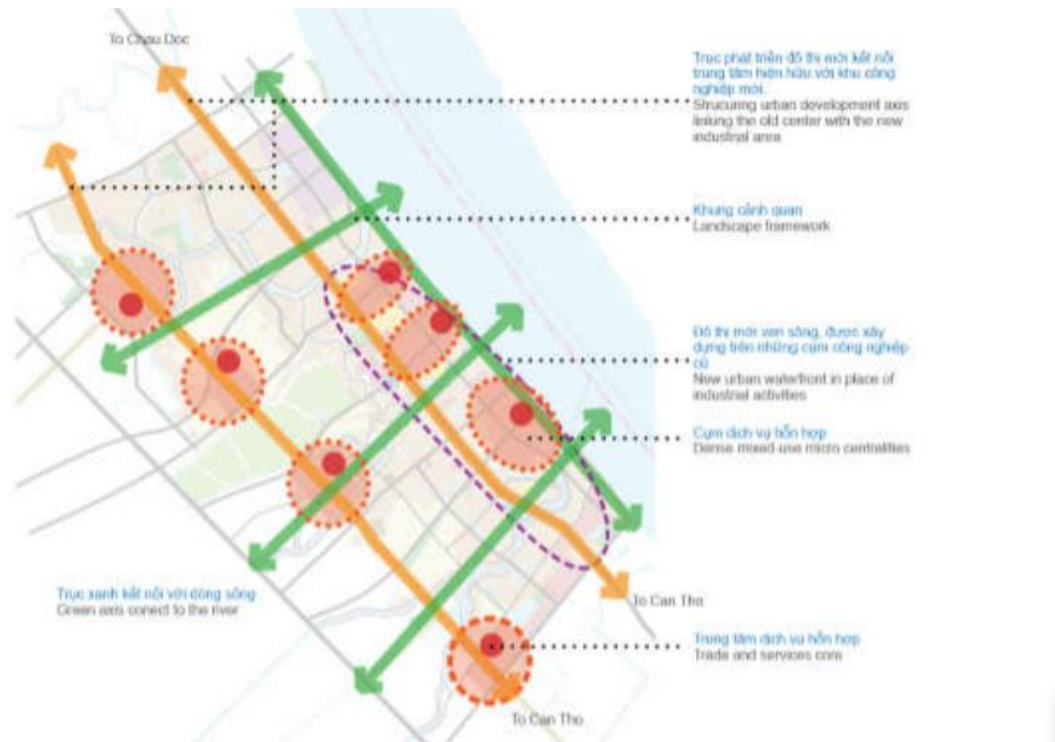 To Chau Doc
Trục phát triển đô thị mới kết nối
trung tâm hiện hữu với khu công
nghiệp mới.
Strucuring urban development axis
linking the old center with the new
industrial area
Khung cảnh quan
Landscape framework
Đô thị mới ven sông, được xây
dựng trên những cụm công nghiệp
cũ
New urban waterfront in place of
industrial activities
Cụm dịch vụ hỗn hợp
Dense mixed-use micro centralities
Trục xanh kết nối với dòng sông
Green axis conect to the river
To Can Tho
Trung tâm dịch vụ hỗn hợp
Trade and services core
To Can Tho